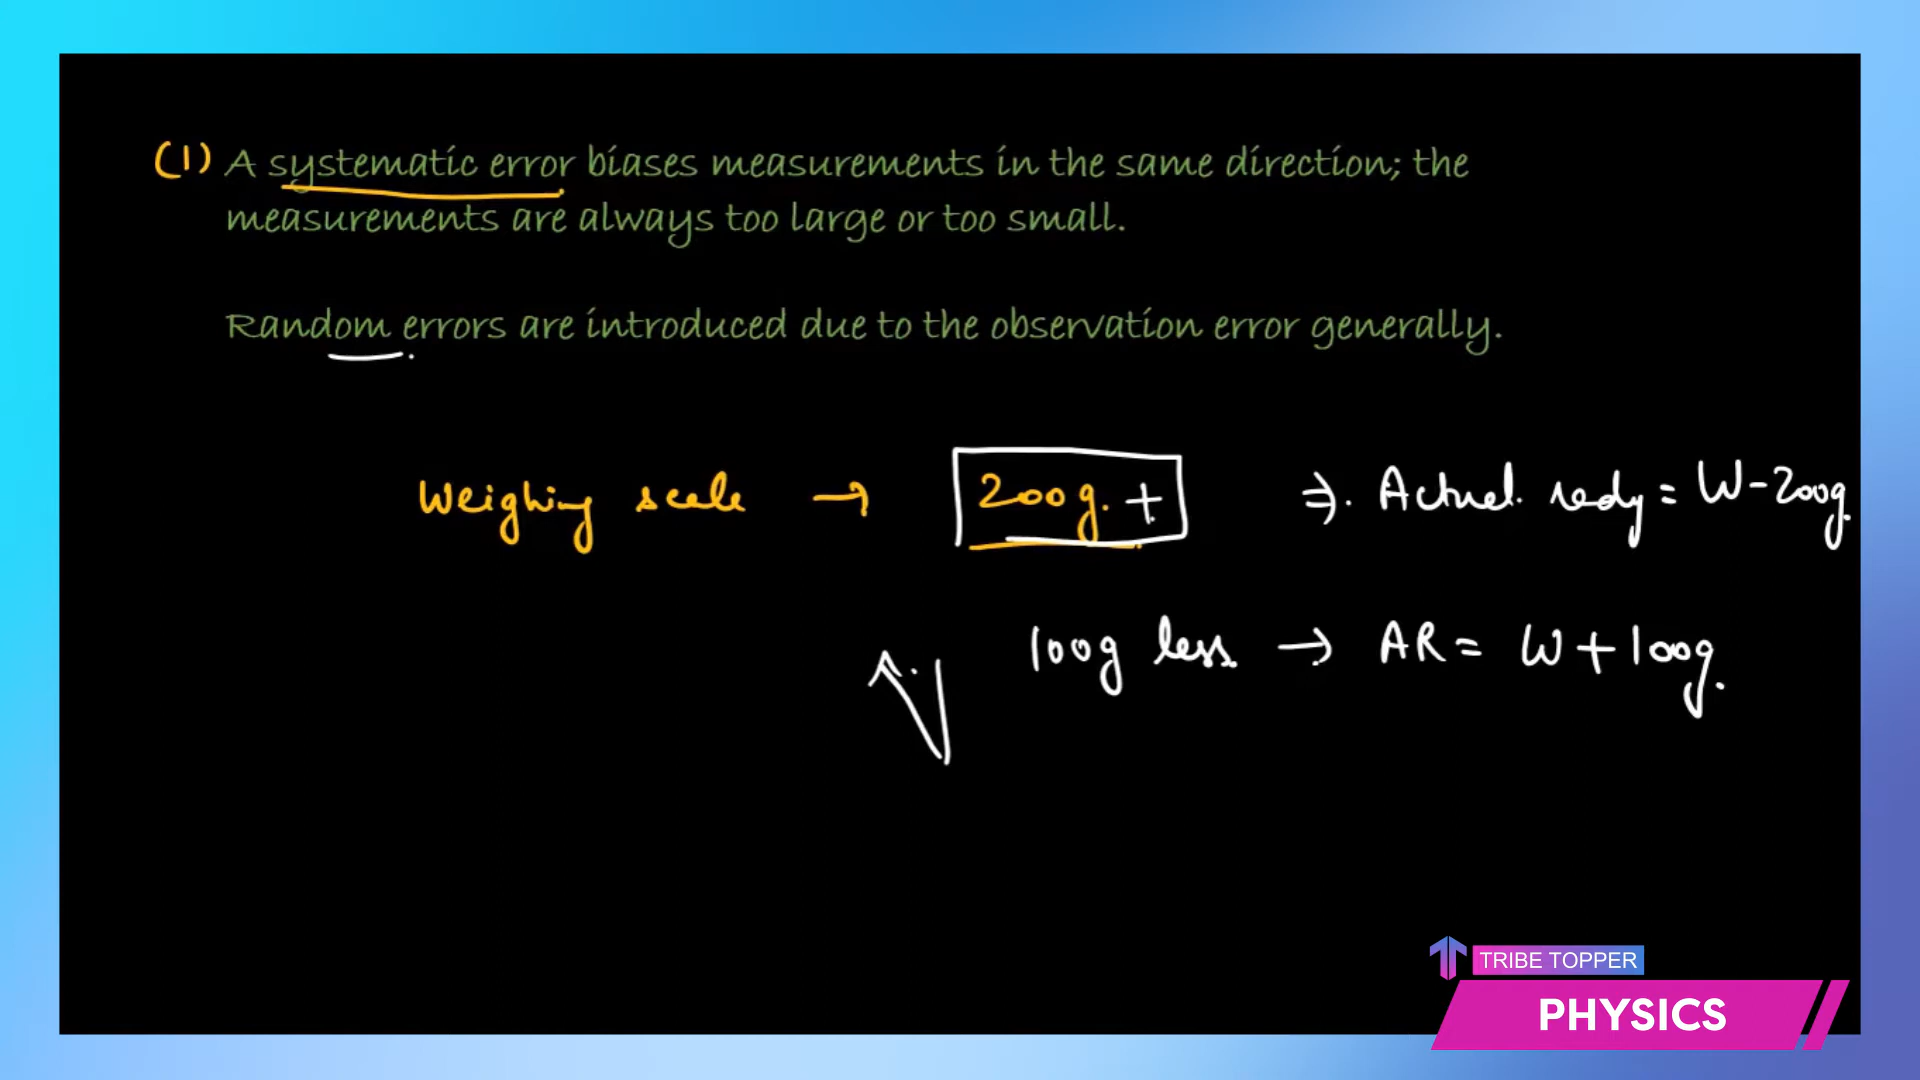 (1) A systematic error biases measurements in the same direction; the
measurements are always too large or too small.
Random errors are introduced due to the observation error generally.
Weighing scale → 200g. + ⇒ Actual. = W-200g.
100g less → AR = W+100g.
TRIBE TOPPER
PHYSICS